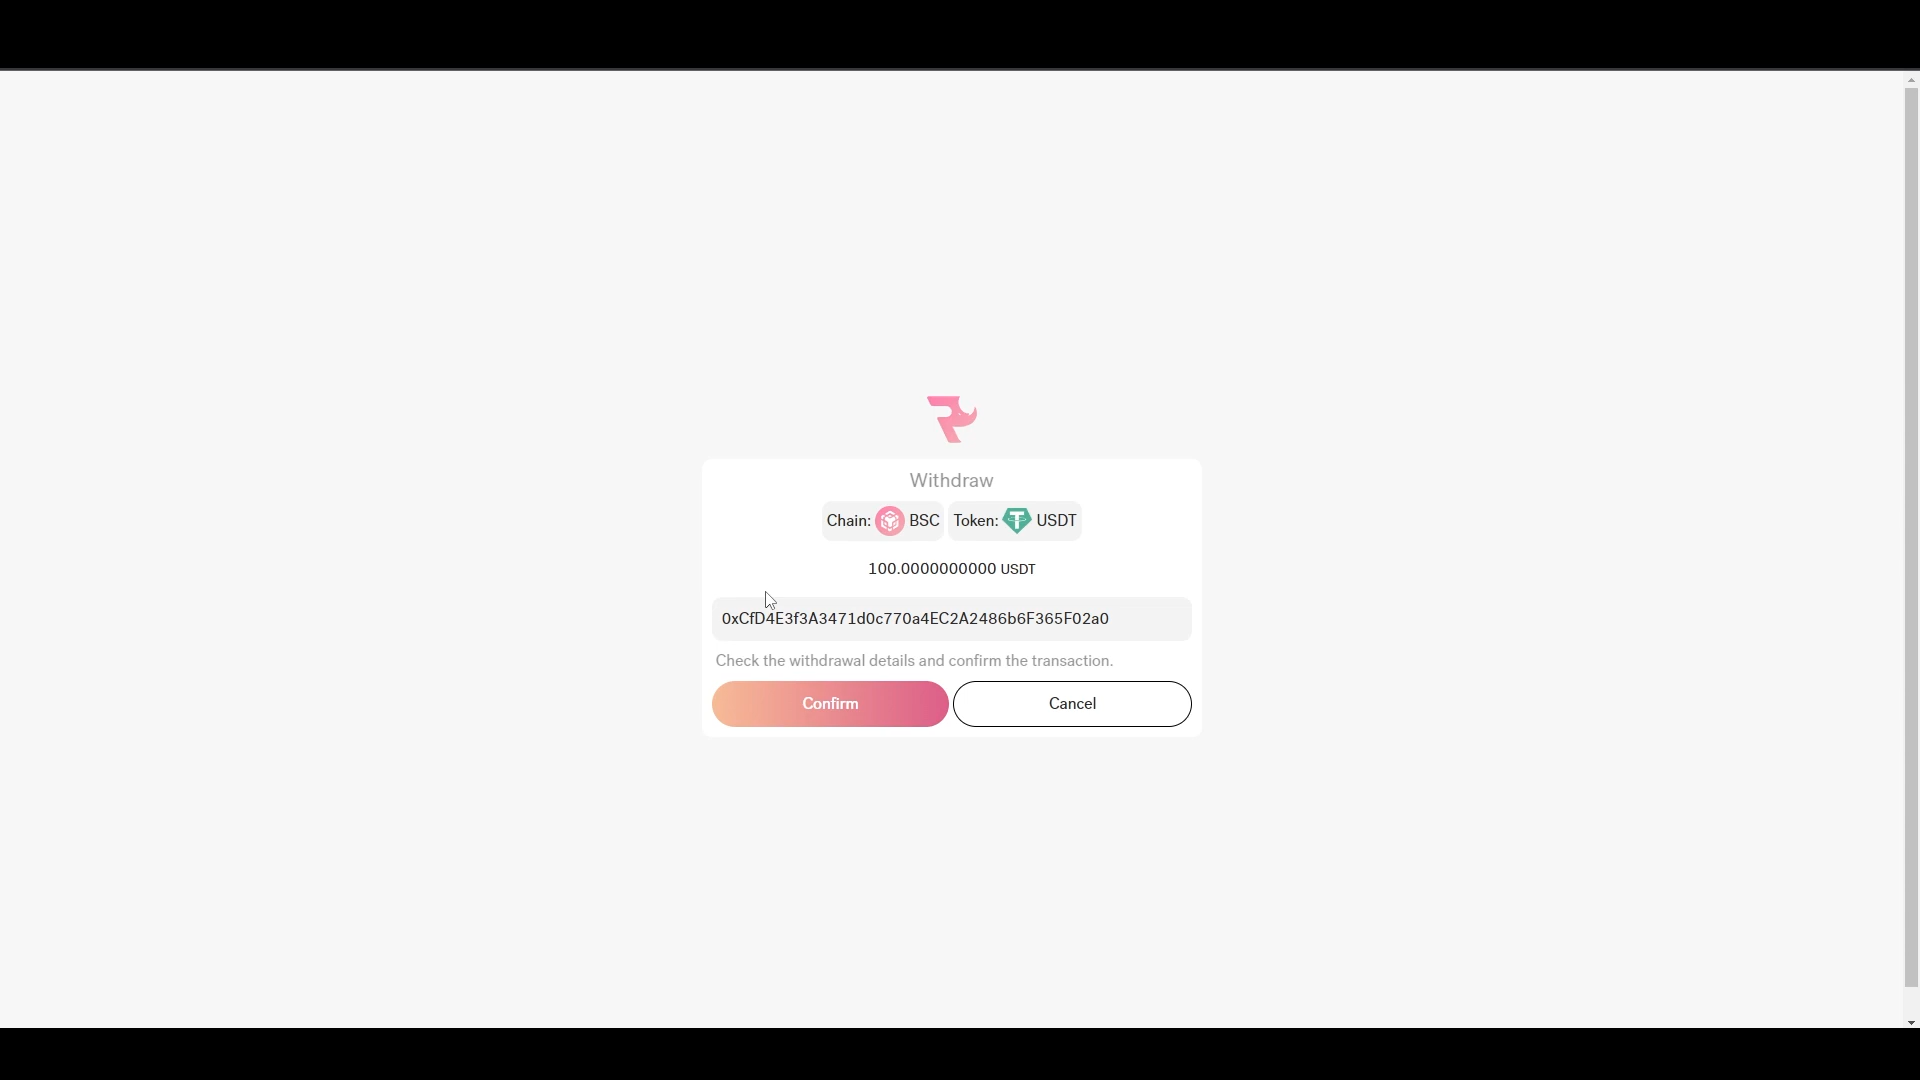 Withdraw
Chain: BSC Token: USDT
100.0000000000 USDT
0xCfD4E3f3A3471d0c770a4EC2A2486b6F365F02a0
Check the withdrawal details and confirm the transaction.
Confirm Cancel